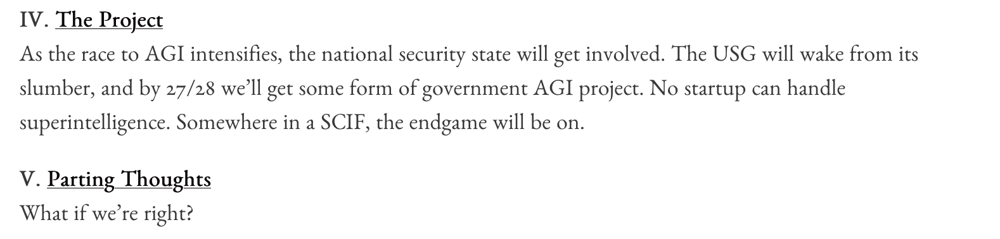 IV. The Project
As the race to AGI intensifies, the national security state will get involved. The USG will wake from its
slumber, and by 27/28 we’ll get some form of government AGI project. No startup can handle
superintelligence. Somewhere in a SCIF, the endgame will be on.
V. Parting Thoughts
What if we’re right?